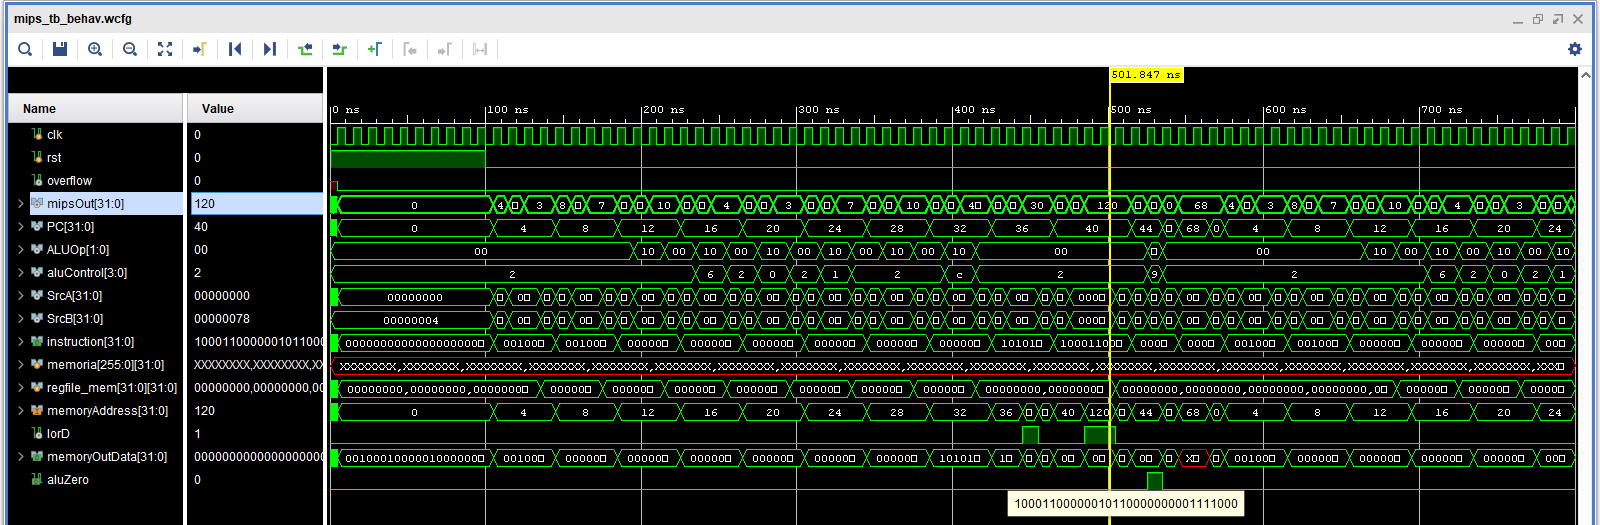 mips_tb_behav.wcfg
501.847 ns
Name Value
0 ns 100 ns 200 ns 300 ns 400 ns 500 ns 600 ns 700 ns
clk 0
rst 0
overflow 0
mipsOut[31:0] 120 0 4 3 8 7 10 4 3 7 10 4 30 120 0 68 4 3 8 7 10 4 3 10
PC[31:0] 40 0 4 8 12 16 20 24 28 32 36 40 44 68 0 4 8 12 16 20 24
ALUOp[1:0] 00 00 10 00 10 00 10 00 10 00 10 00 10 00 00 10 00 10 00 10 00 10
aluControl[3:0] 2 2 6 2 0 2 1 2 c 2 9 2 6 2 0 2 1
SrcA[31:0] 00000000 00000000
SrcB[31:0] 00000078 00000004
instruction[31:0] 1000110000001011000
memoria[255:0][31:0] XXXXXXXX,XXXXXXXX,XX
regfile_mem[31:0][31:0] 00000000,00000000,00
memoryAddress[31:0] 120 0 4 8 12 16 20 24 28 32 36 40 120 44 68 0 4 8 12 16 20 24
IorD 1
memoryOutData[31:0] 00000000000000000000
aluZero 0
10001100000010110000000001111000